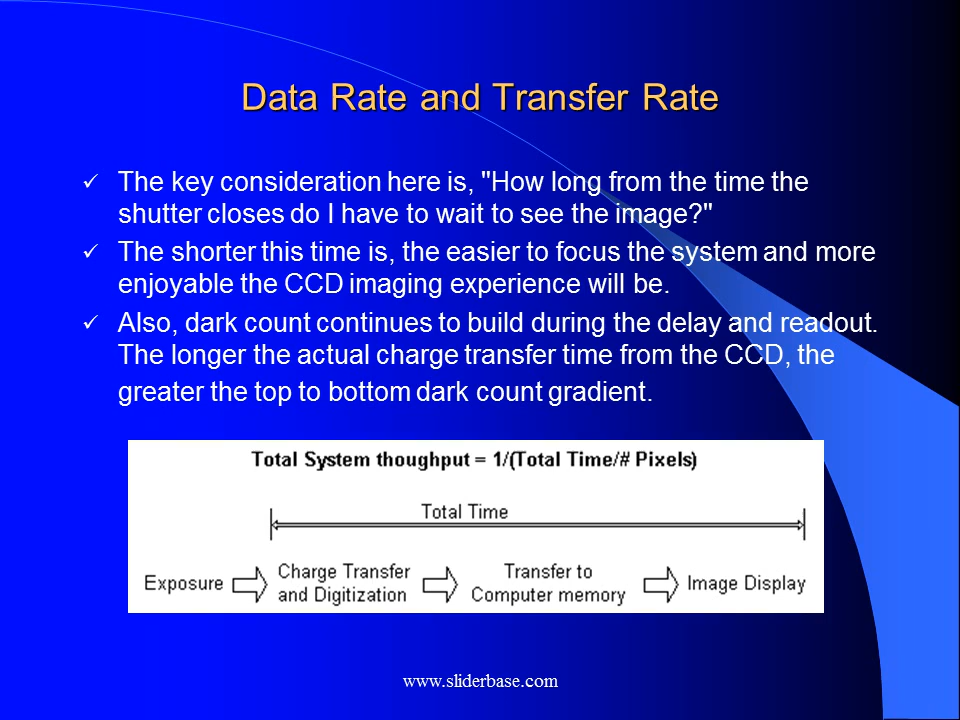 Data Rate and Transfer Rate
The key consideration here is, "How long from the time the
shutter closes do I have to wait to see the image?"
The shorter this time is, the easier to focus the system and more
enjoyable the CCD imaging experience will be.
Also, dark count continues to build during the delay and readout.
The longer the actual charge transfer time from the CCD, the
greater the top to bottom dark count gradient.
Total System thoughput = 1/(Total Time/# Pixels)
Total Time
Exposure
Charge Transfer
and Digitization
Transfer to
Computer memory
Image Display
www.sliderbase.com